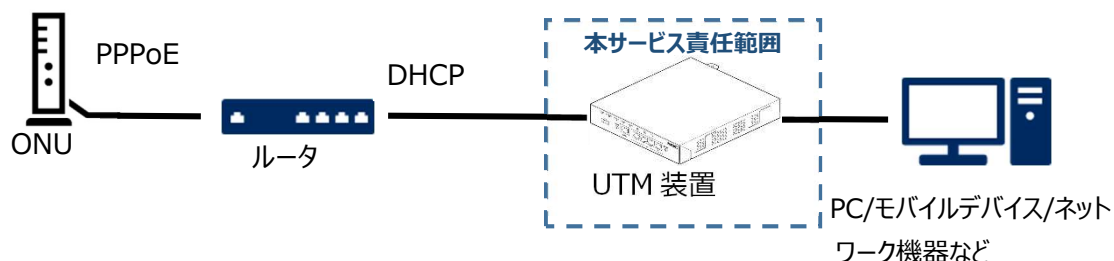 本サービス責任範囲
PPPoE
DHCP
ONU
ルータ
UTM 装置
PC/モバイルデバイス/ネット
ワーク機器など